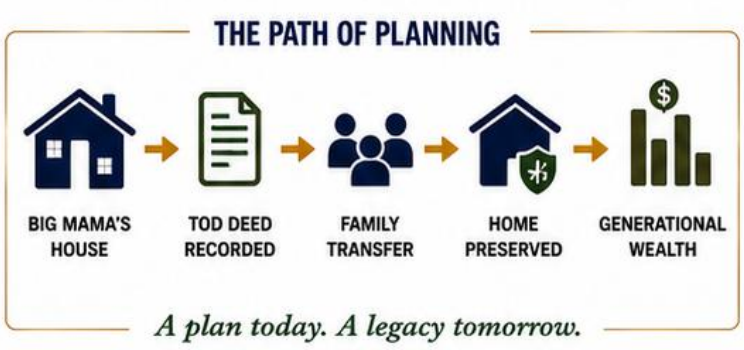 THE PATH OF PLANNING
BIG MAMA'S
HOUSE
TOD DEED
RECORDED
FAMILY
TRANSFER
HOME
PRESERVED
$
GENERATIONAL
WEALTH
A plan today. A legacy tomorrow.